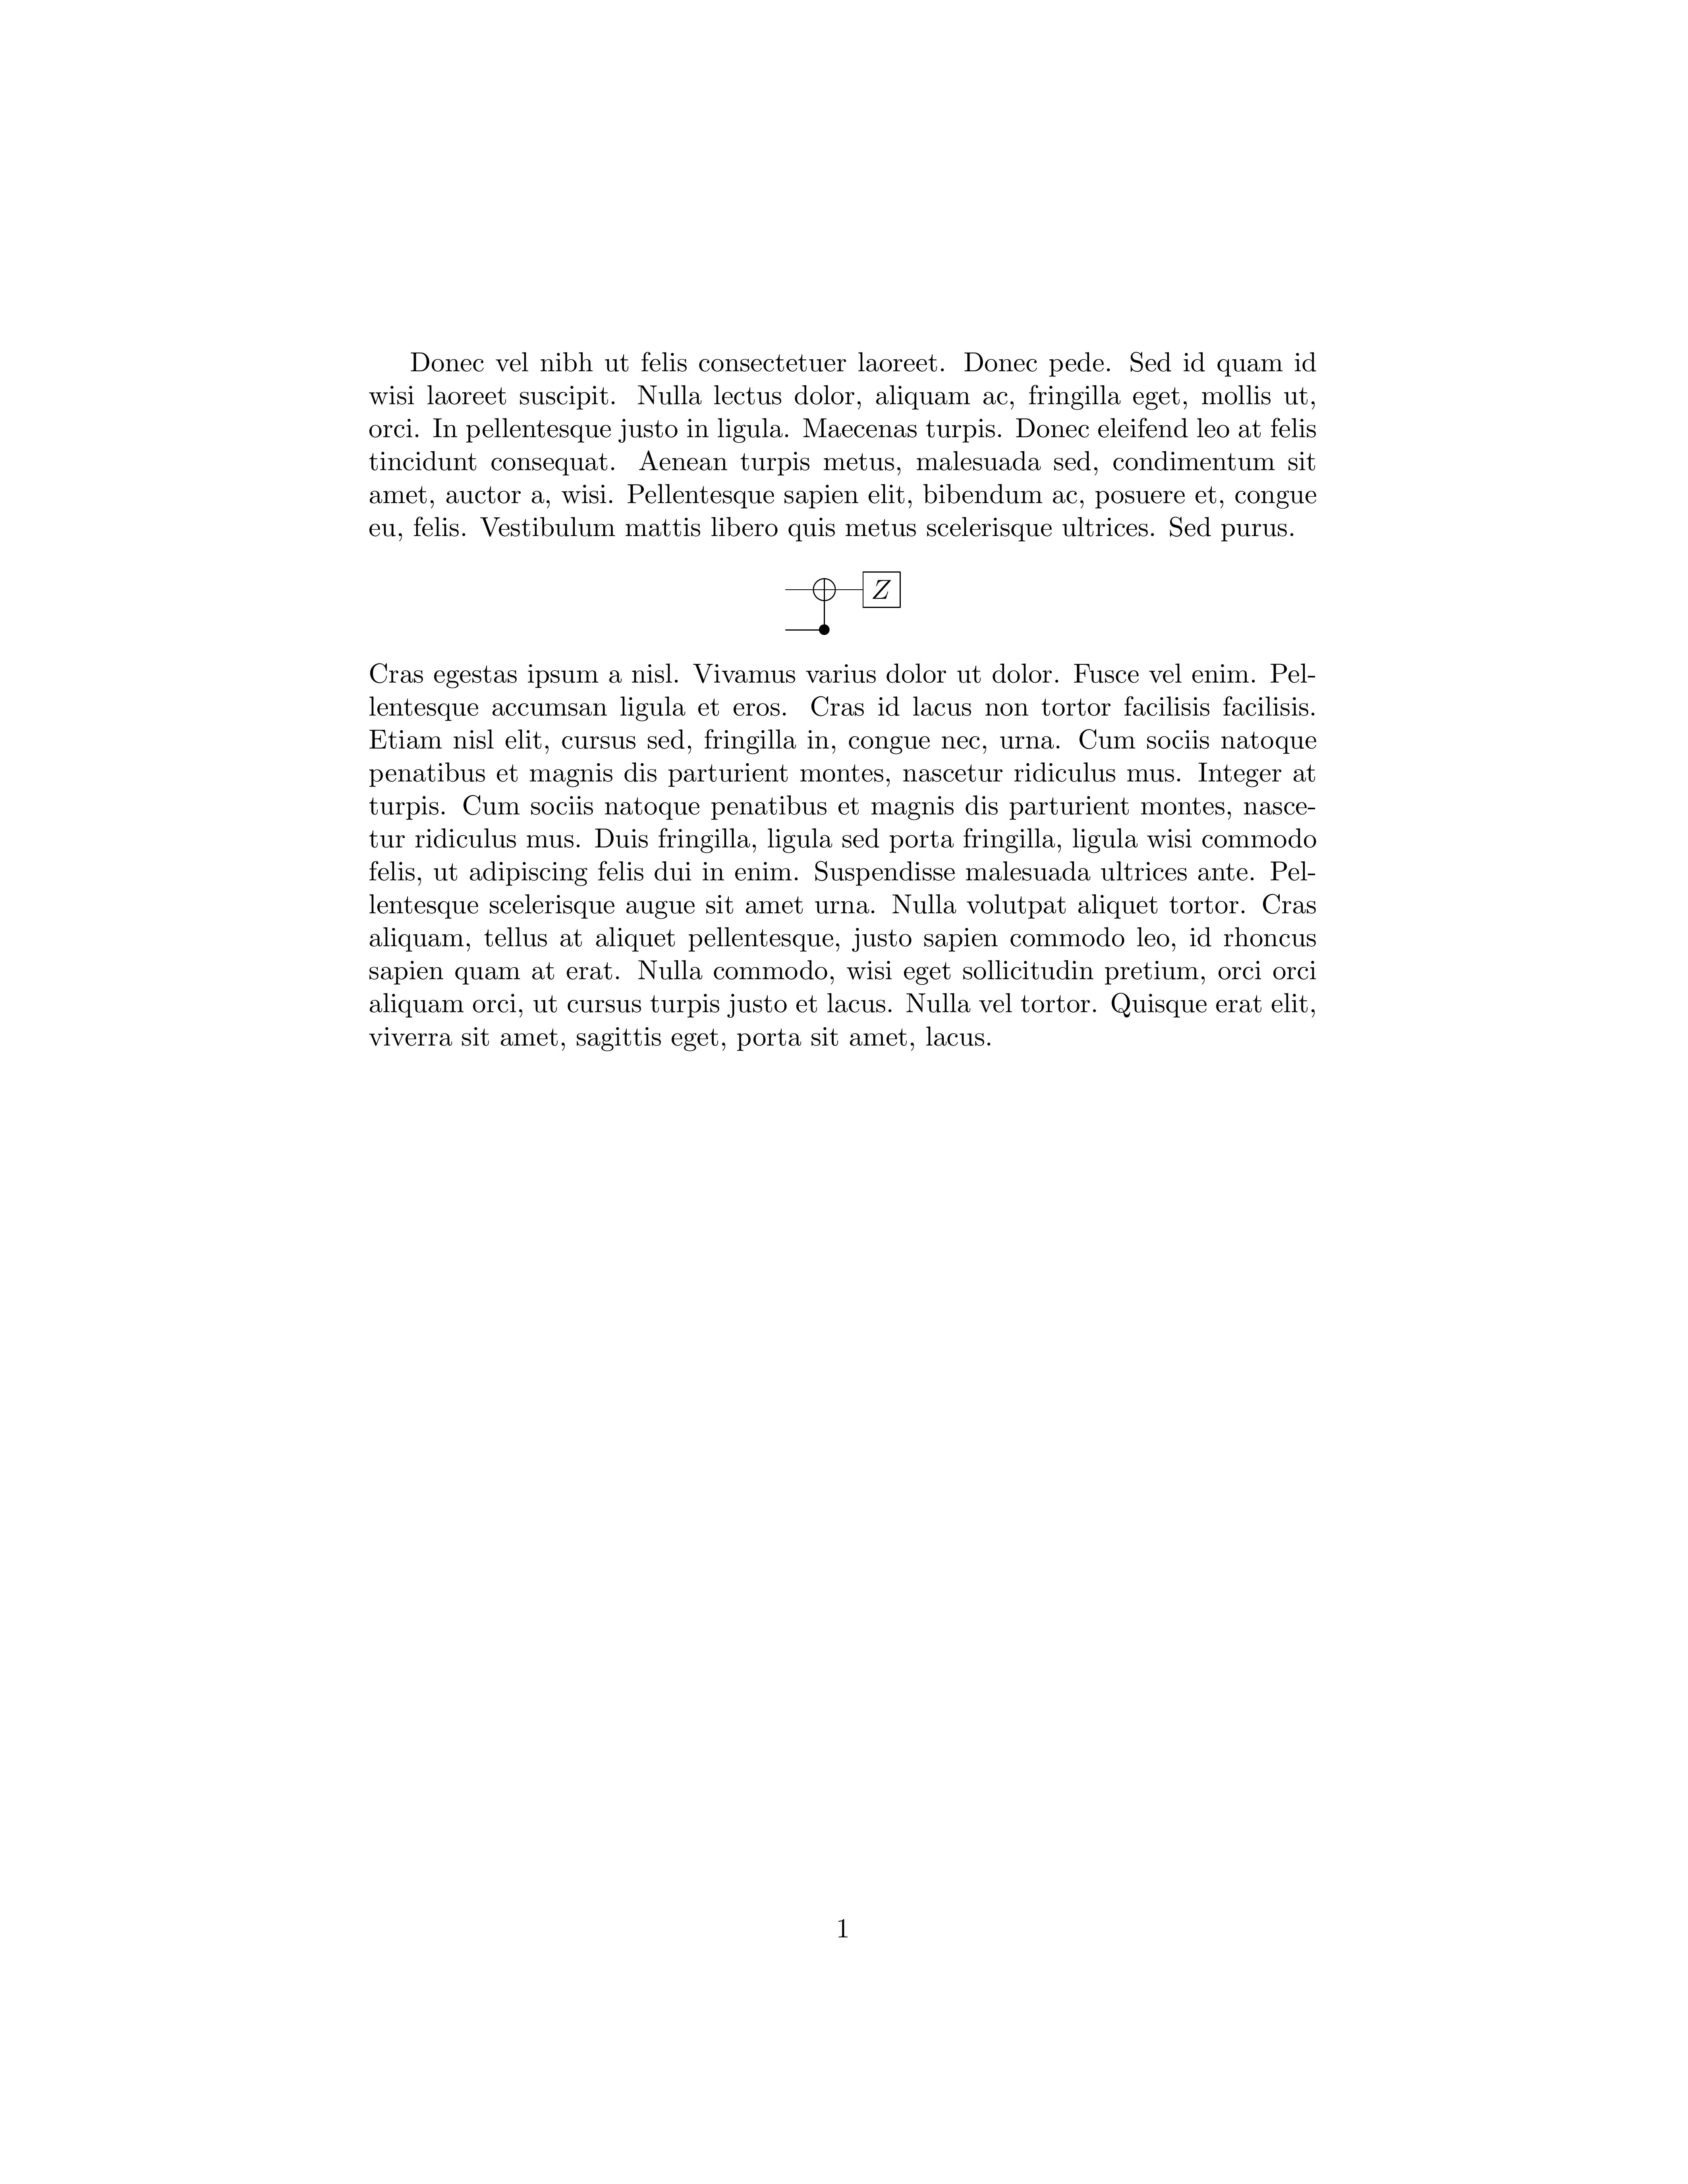 Donec vel nibh ut felis consectetuer laoreet. Donec pede. Sed id quam id
wisi laoreet suscipit. Nulla lectus dolor, aliquam ac, fringilla eget, mollis ut,
orci. In pellentesque justo in ligula. Maecenas turpis. Donec eleifend leo at felis
tincidunt consequat. Aenean turpis metus, malesuada sed, condimentum sit
amet, auctor a, wisi. Pellentesque sapien elit, bibendum ac, posuere et, congue
eu, felis. Vestibulum mattis libero quis metus scelerisque ultrices. Sed purus.
Z
Cras egestas ipsum a nisl. Vivamus varius dolor ut dolor. Fusce vel enim. Pel-
lentesque accumsan ligula et eros. Cras id lacus non tortor facilisis facilisis.
Etiam nisl elit, cursus sed, fringilla in, congue nec, urna. Cum sociis natoque
penatibus et magnis dis parturient montes, nascetur ridiculus mus. Integer at
turpis. Cum sociis natoque penatibus et magnis dis parturient montes, nasce-
tur ridiculus mus. Duis fringilla, ligula sed porta fringilla, ligula wisi commodo
felis, ut adipiscing felis dui in enim. Suspendisse malesuada ultrices ante. Pel-
lentesque scelerisque augue sit amet urna. Nulla volutpat aliquet tortor. Cras
aliquam, tellus at aliquet pellentesque, justo sapien commodo leo, id rhoncus
sapien quam at erat. Nulla commodo, wisi eget sollicitudin pretium, orci orci
aliquam orci, ut cursus turpis justo et lacus. Nulla vel tortor. Quisque erat elit,
viverra sit amet, sagittis eget, porta sit amet, lacus.
1